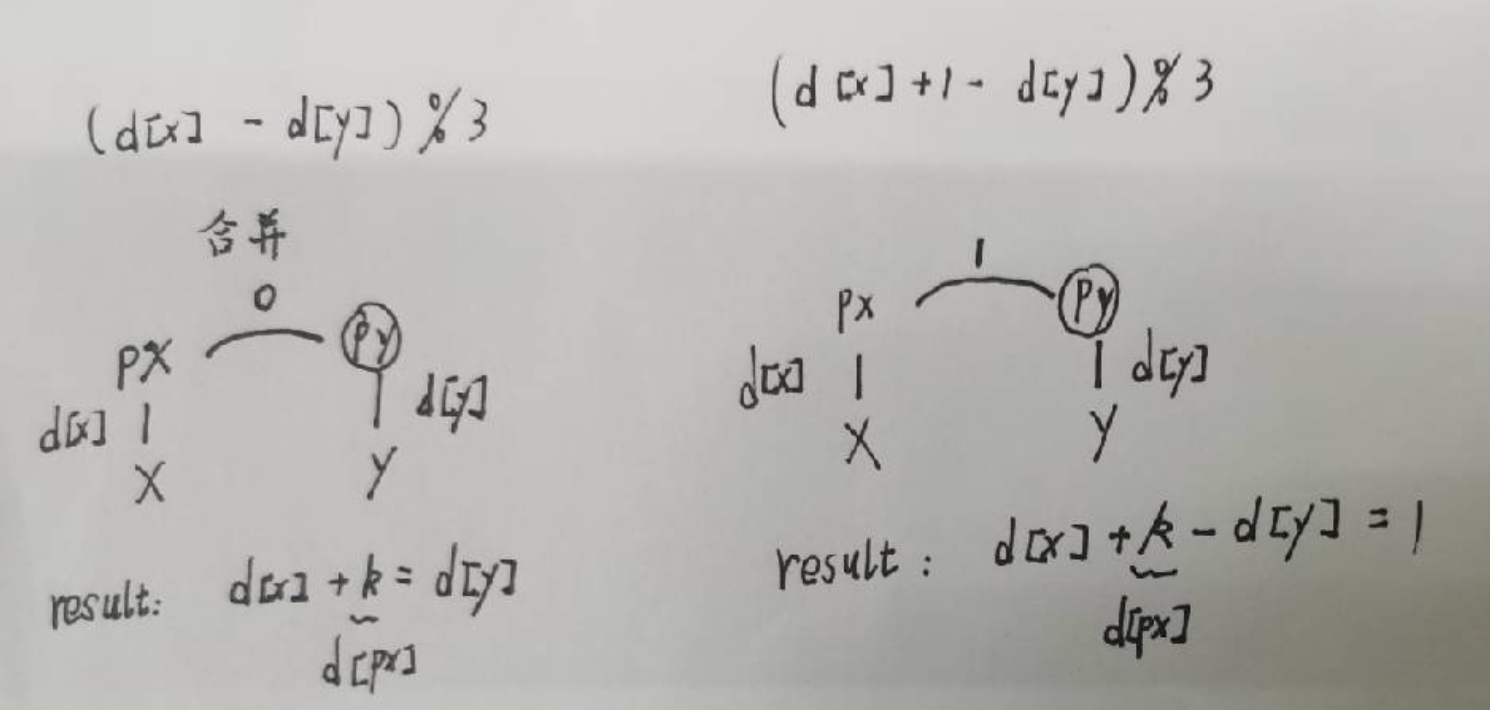 (d[x] - d[y]) % 3
合并
0
px
py
d[x]
d[y]
X
Y
result: d[x] + k = d[y]
d[px]
(d[x] +1- d[y]) % 3
1
px
py
d[x]
d[y]
X
Y
result: d[x] + k - d[y] = 1
d[px]